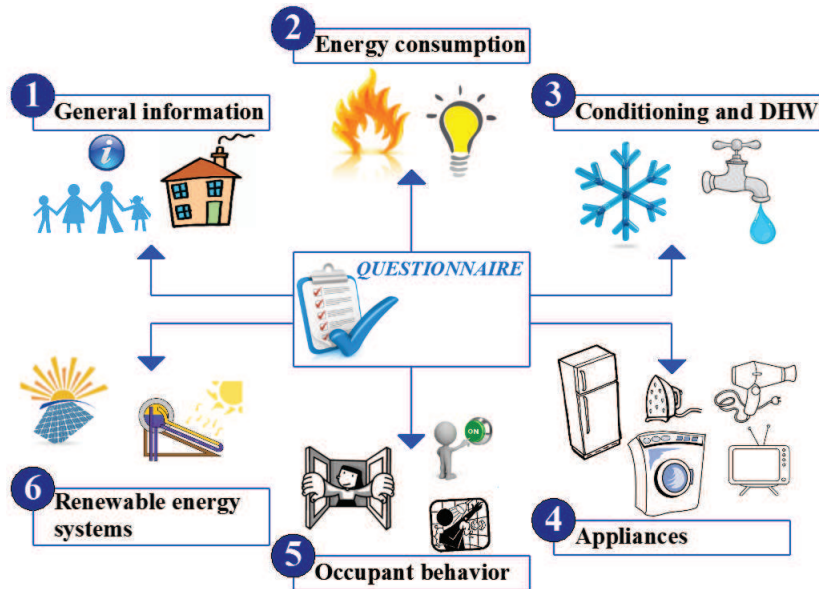 2
Energy consumption
1
General information
3
Conditioning and DHW
i
QUESTIONNAIRE
ON
6
Renewable energy
systems
4
Appliances
5
Occupant behavior